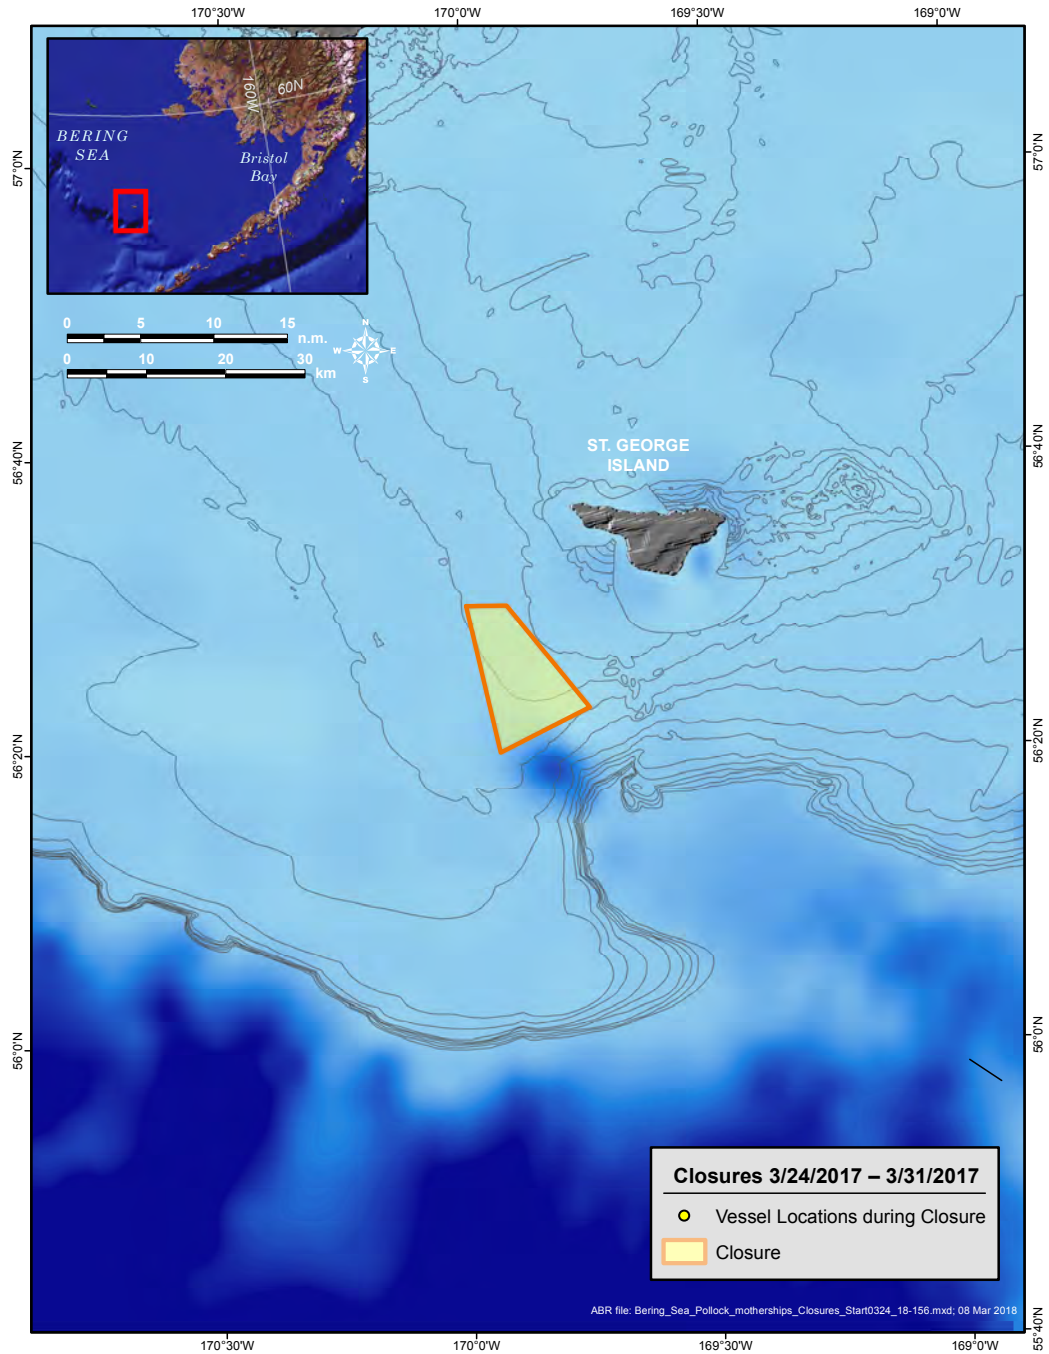 170°30'W 170°0'W 169°30'W 169°0'W
57°0'N
57°0'N
160W
60N
BERING
SEA
Bristol
Bay
0 5 10 15
n.m.
0 10 20 30
km
N
W E
S
56°40'N
56°40'N
ST. GEORGE
ISLAND
56°20'N
56°20'N
56°0'N
56°0'N
Closures 3/24/2017 – 3/31/2017
Vessel Locations during Closure
Closure
ABR file: Bering_Sea_Pollock_motherships_Closures_Start0324_18-156.mxd; 08 Mar 2018
55°40'N
170°30'W 170°0'W 169°30'W 169°0'W